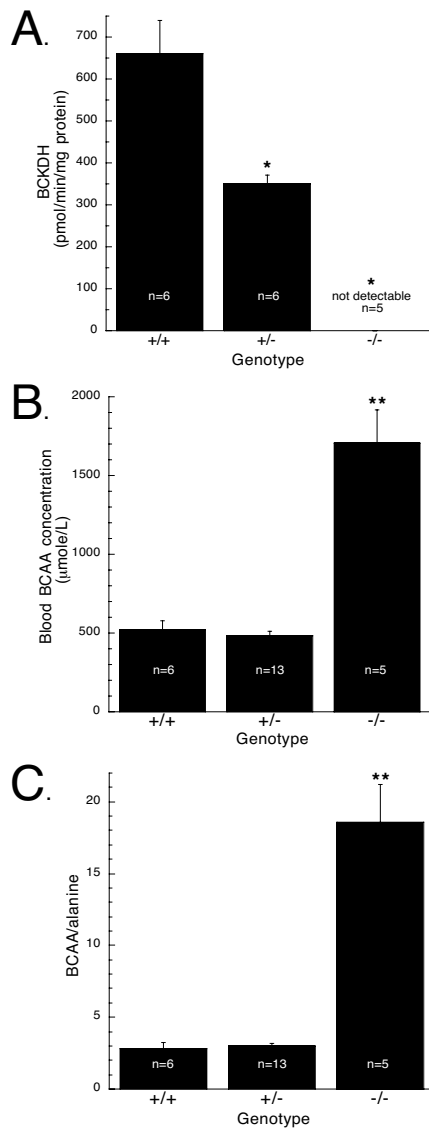 A.
700
600
500
400
300
200
100
0
BCKDH
(pmol/min/mg protein)
*
*
not detectable
n=5
n=6
n=6
+/+
+/-
-/-
Genotype
B.
2000
1500
1000
500
0
Blood BCAA concentration
(µmole/L)
**
n=6
n=13
n=5
+/+
+/-
-/-
Genotype
C.
20
15
10
5
0
BCAA/alanine
**
n=6
n=13
n=5
+/+
+/-
-/-
Genotype